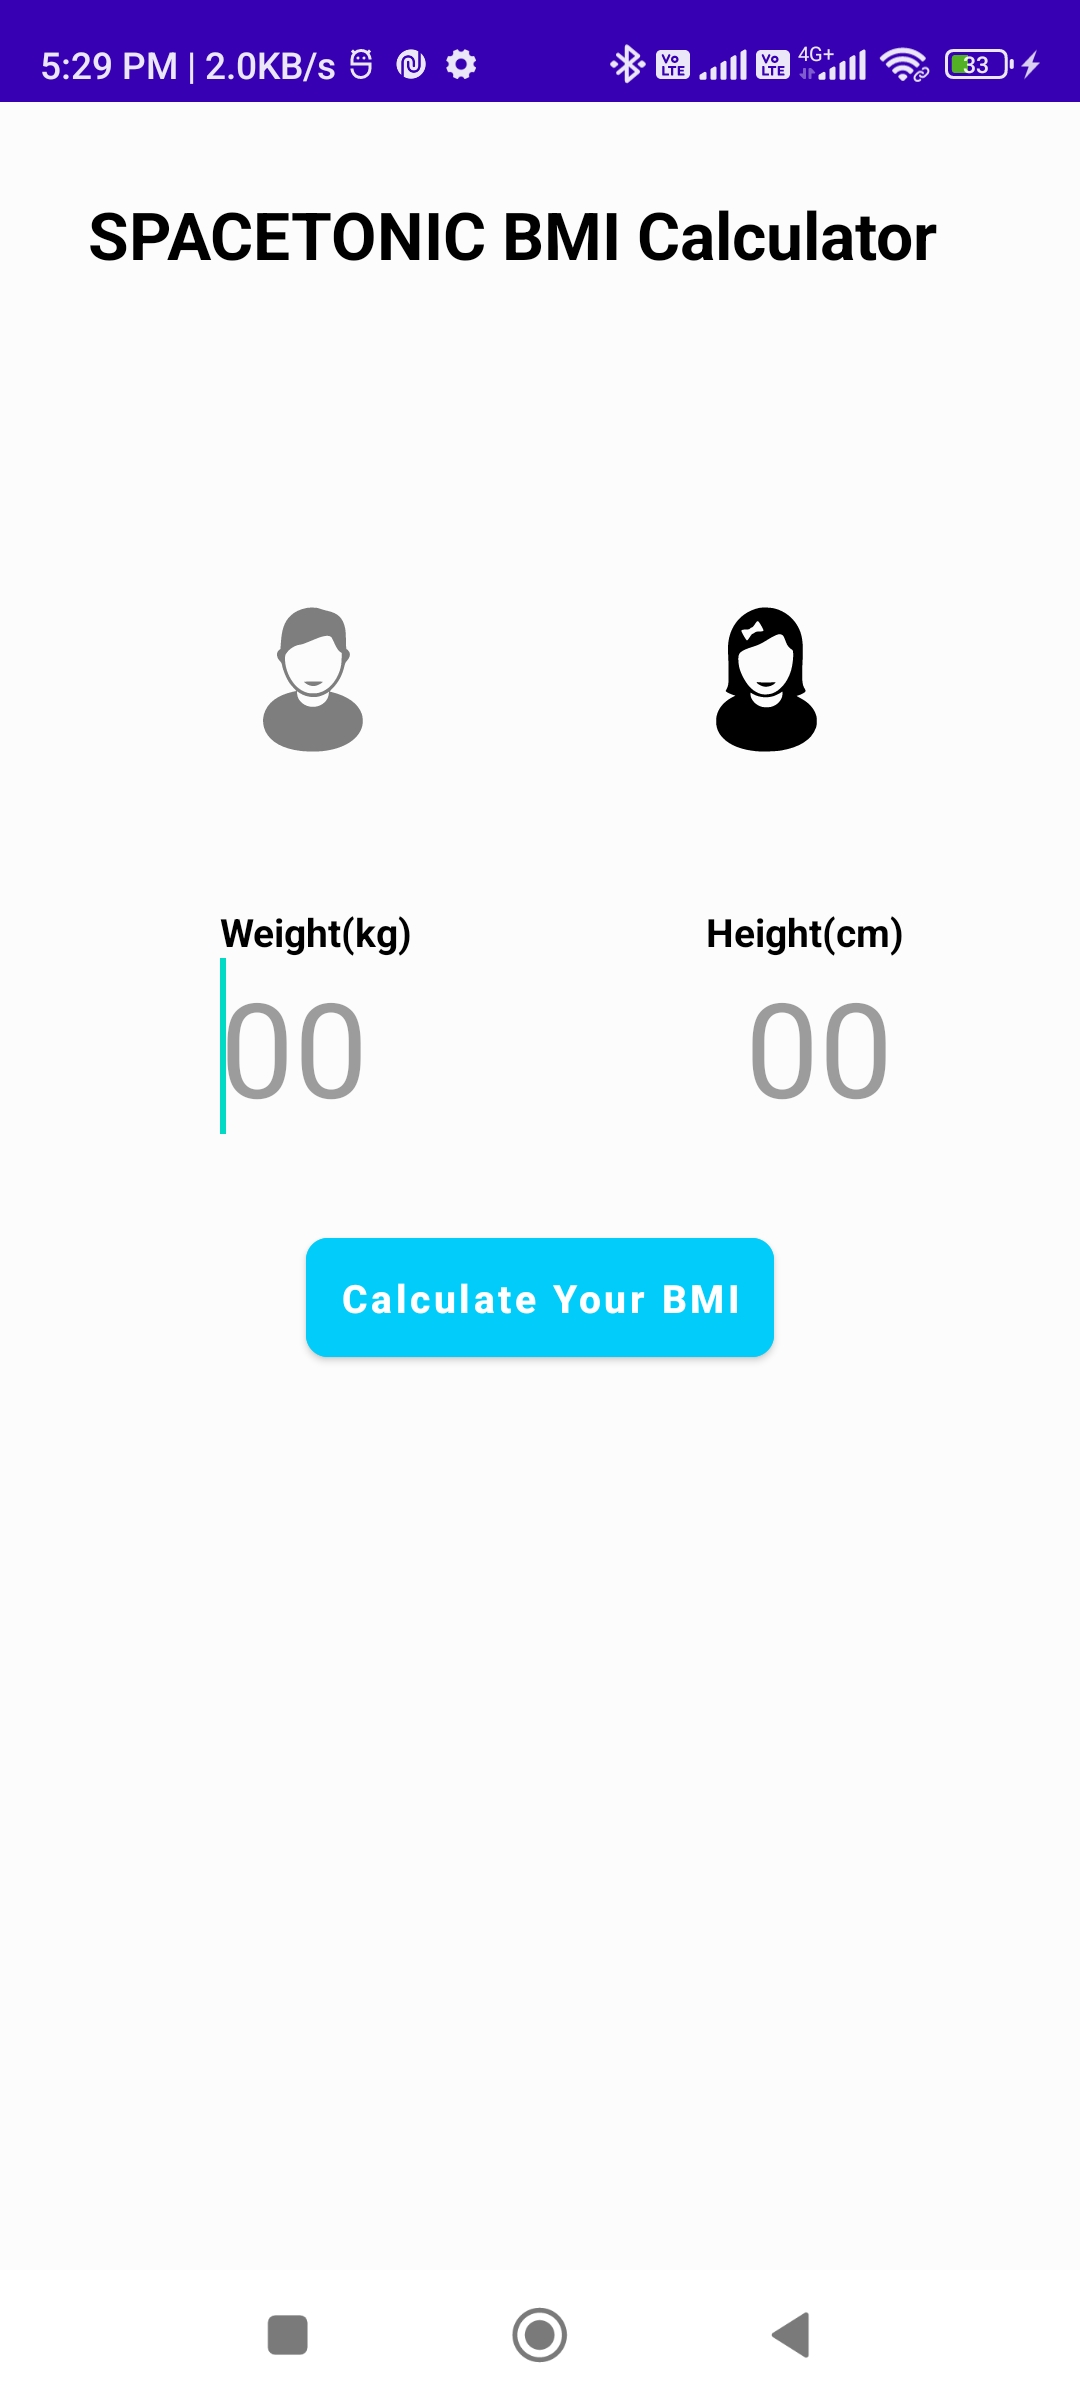 5:29 PM | 2.0KB/s Vo LTE Vo LTE 4G+ 33
SPACETONIC BMI Calculator
Weight(kg) Height(cm)
00 00
Calculate Your BMI